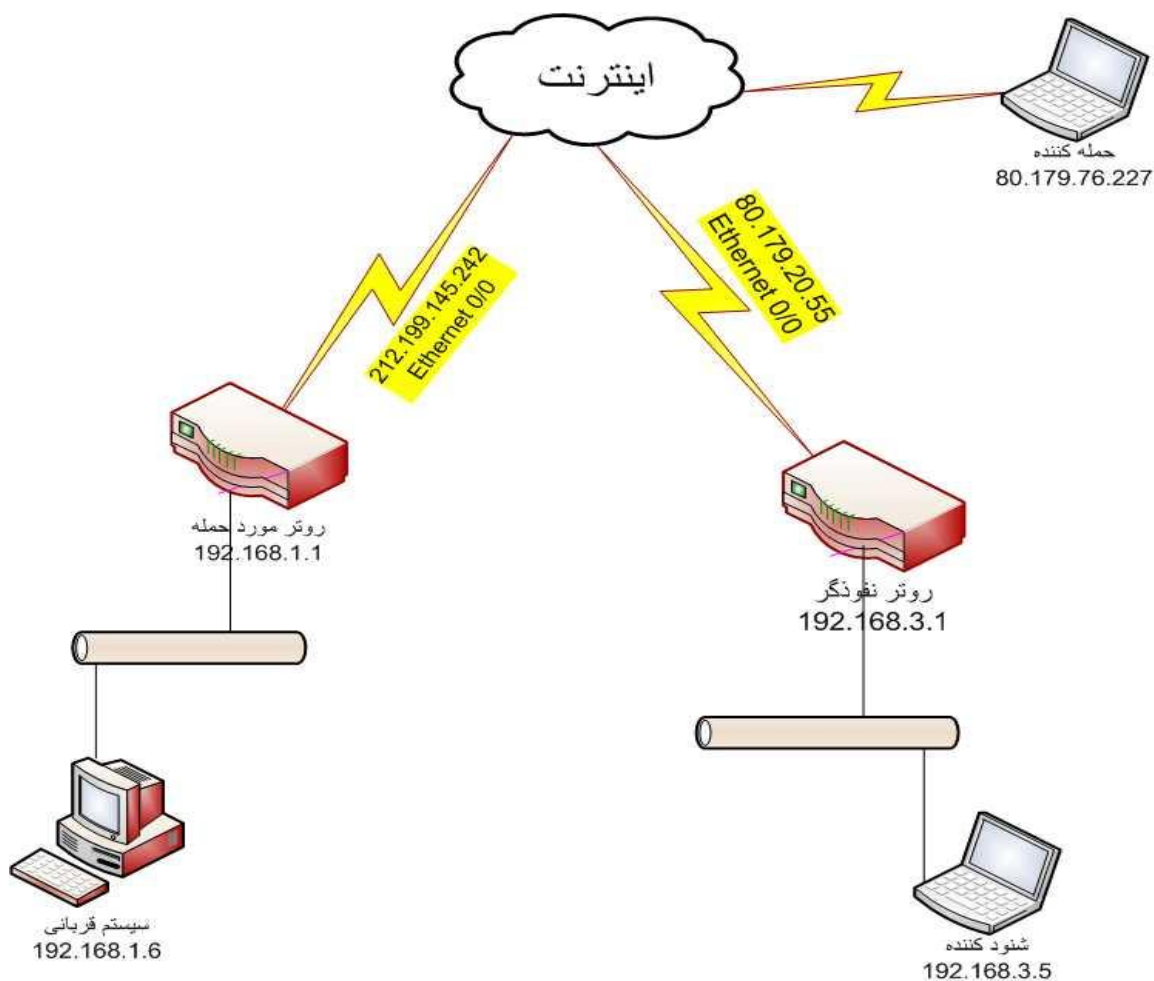 اینترنت
حمله کننده
80.179.76.227
212.199.145.242
Ethernet 0/0
80.179.20.55
Ethernet 0/0
روتر مورد حمله
192.168.1.1
روتر نفوذگر
192.168.3.1
سیستم قربانی
192.168.1.6
شنود کننده
192.168.3.5